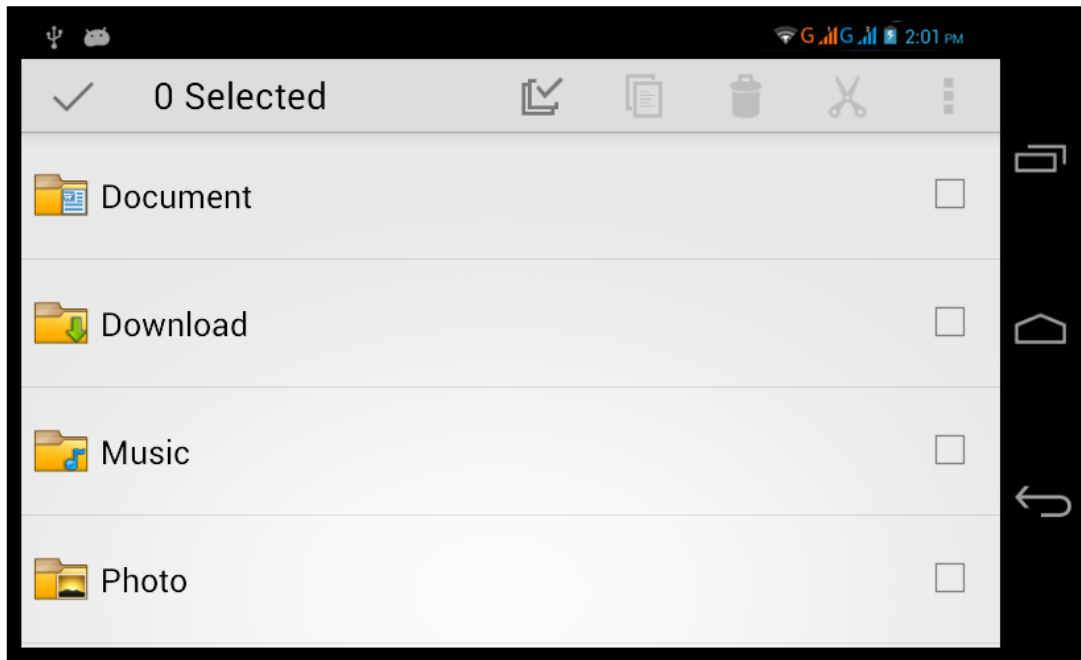 G G 2:01 PM
0 Selected
Document
Download
Music
Photo